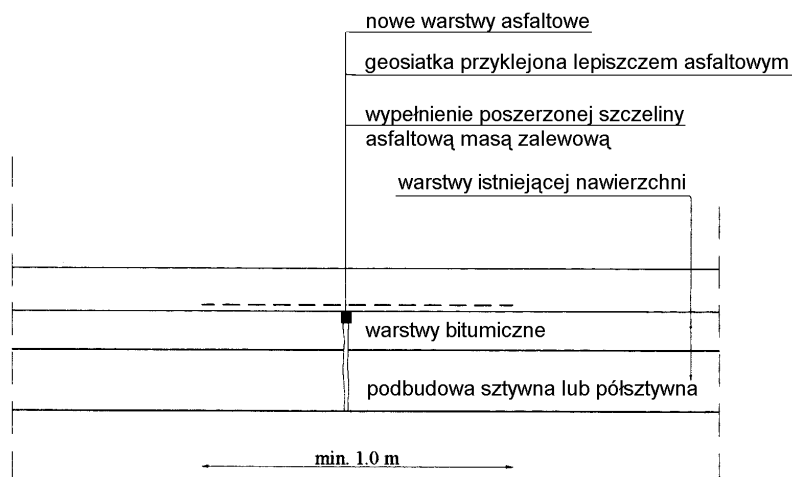 nowe warstwy asfaltowe
geosiatka przyklejona lepiszczem asfaltowym
wypełnienie poszerzonej szczeliny
asfaltową masą zalewową
warstwy istniejącej nawierzchni
warstwy bitumiczne
podbudowa sztywna lub półsztywna
min. 1.0 m